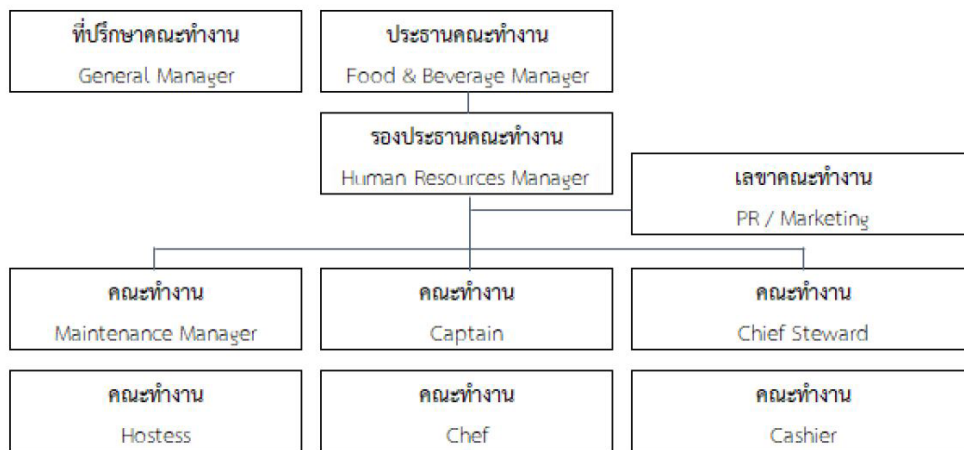 ที่ปรึกษาคณะทำงาน
General Manager
ประธานคณะทำงาน
Food & Beverage Manager
รองประธานคณะทำงาน
Human Resources Manager
เลขาคณะทำงาน
PR / Marketing
คณะทำงาน
Maintenance Manager
คณะทำงาน
Captain
คณะทำงาน
Chief Steward
คณะทำงาน
Hostess
คณะทำงาน
Chef
คณะทำงาน
Cashier